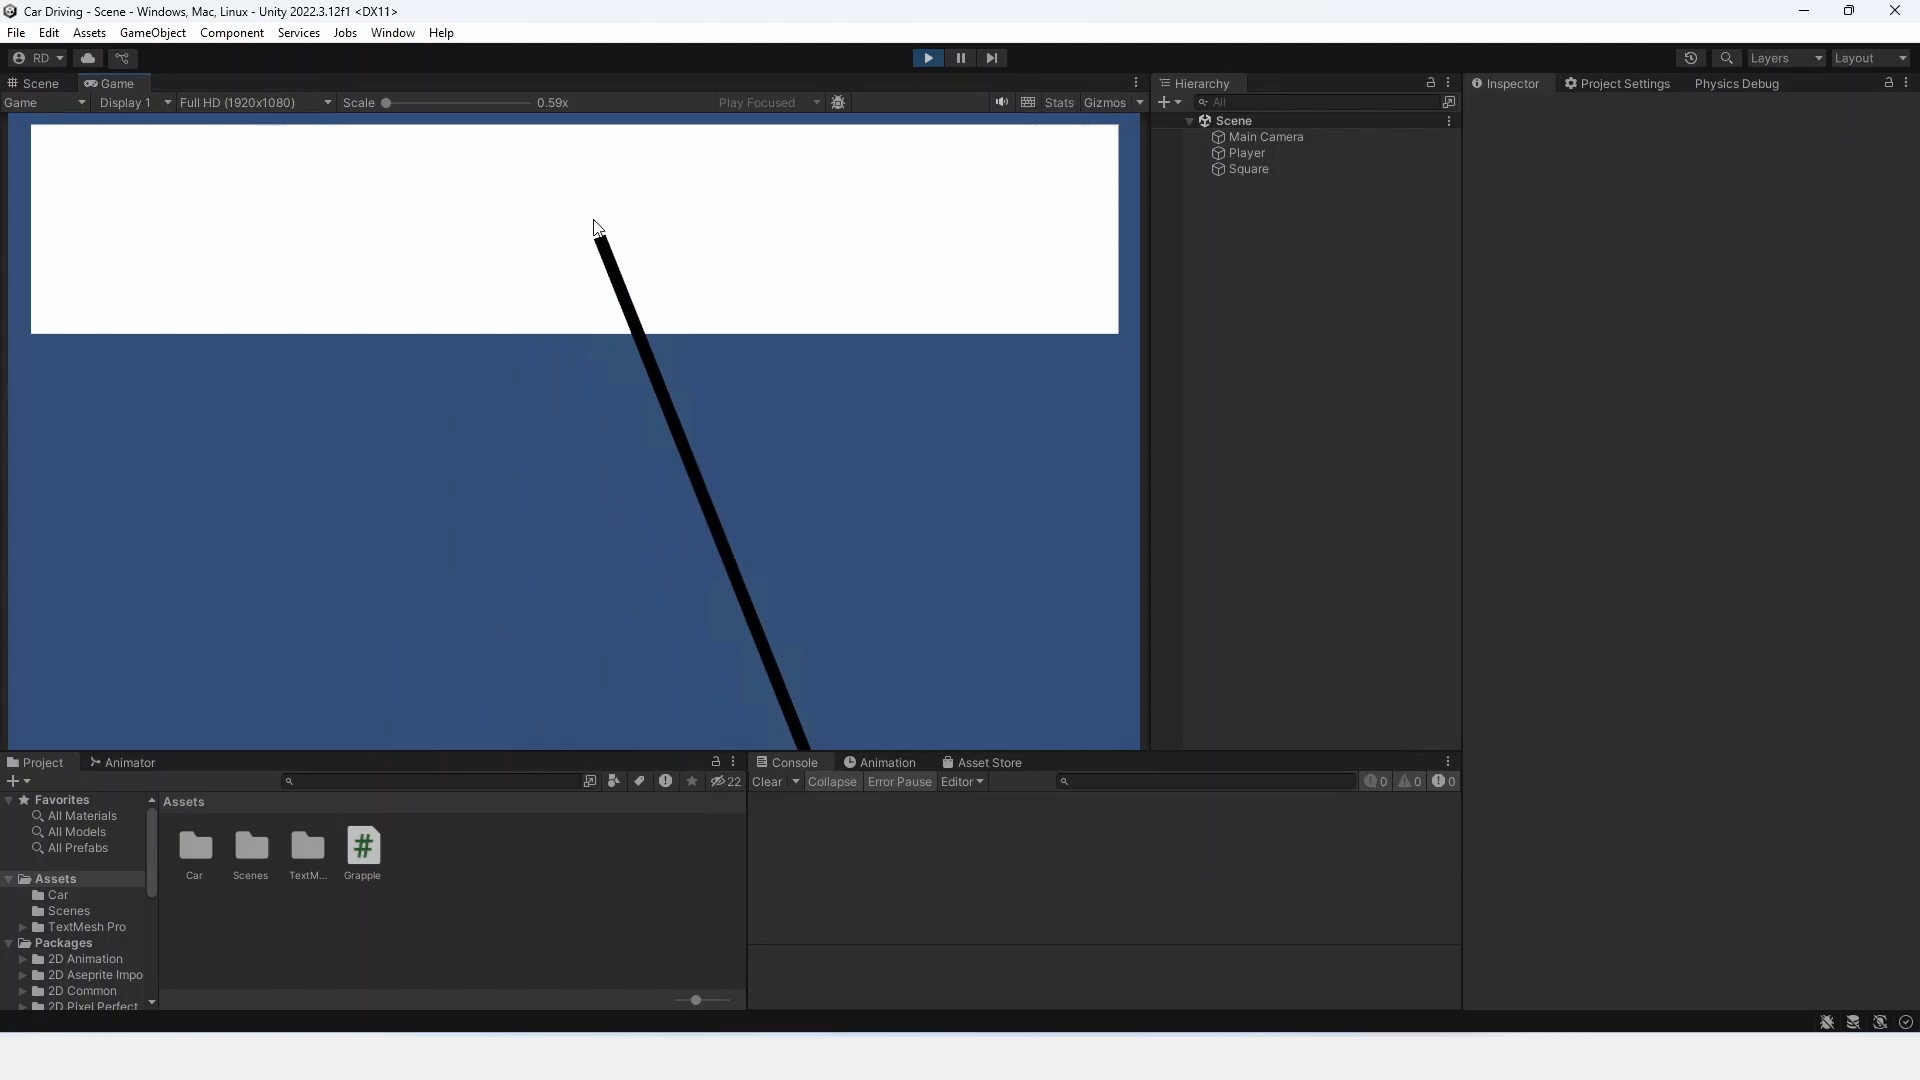 Car Driving - Scene - Windows, Mac, Linux - Unity 2022.3.12f1 <DX11>
File Edit Assets GameObject Component Services Jobs Window Help
RD Layers Layout
Scene Game Hierarchy Inspector Project Settings Physics Debug
Game Display 1 Full HD (1920x1080) Scale 0.59x Play Focused Stats Gizmos All
Scene
Main Camera
Player
Square
Project Animator Console Animation Asset Store
22 Clear Collapse Error Pause Editor 0 0 0
Favorites Assets
All Materials
All Models
All Prefabs
Car Scenes TextM... Grapple
Assets
Car
Scenes
TextMesh Pro
Packages
2D Animation
2D Aseprite Impo
2D Common
2D Pixel Perfect